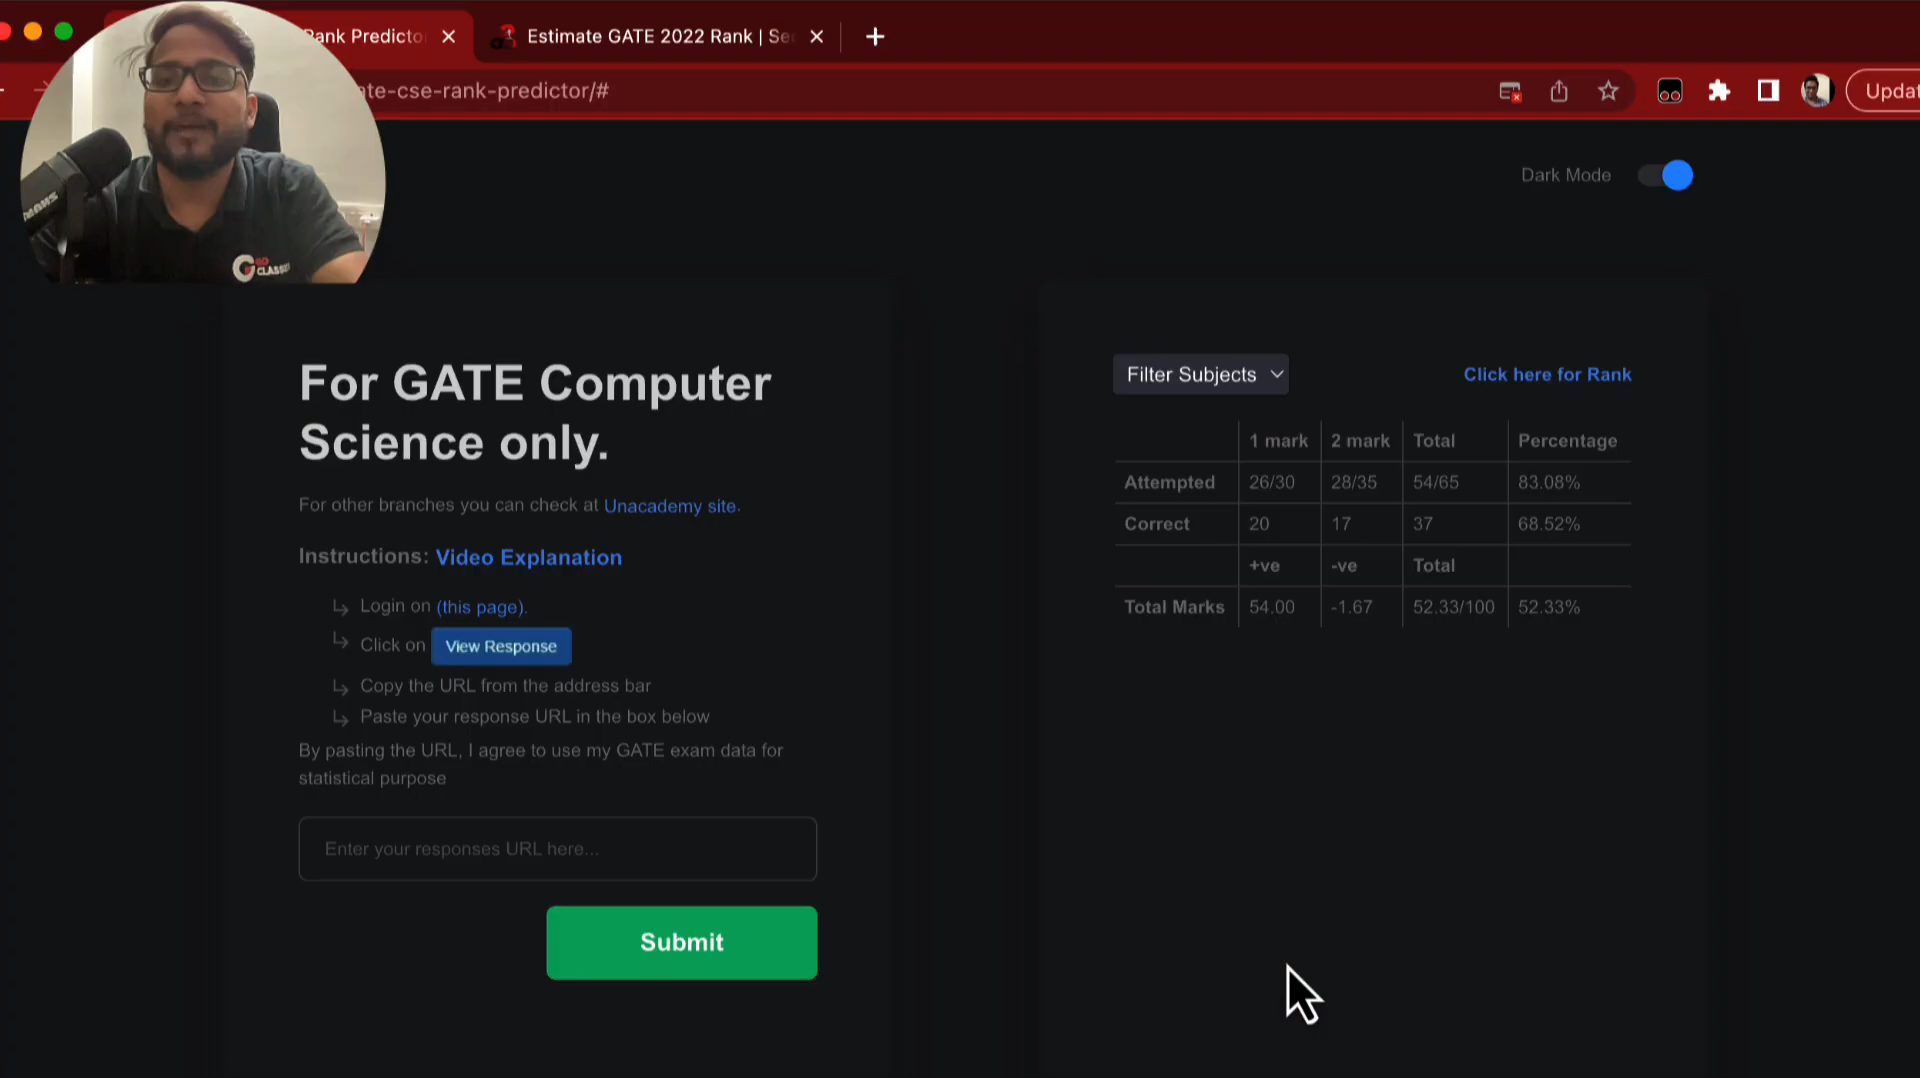 Rank Predicto
Estimate GATE 2022 Rank | Se
ate-cse-rank-predictor/#
Updat
Dark Mode
CLASS
For GATE Computer
Science only.
For other branches you can check at Unacademy site.
Instructions: Video Explanation
Login on (this page).
Click on View Response
Copy the URL from the address bar
Paste your response URL in the box below
By pasting the URL, I agree to use my GATE exam data for
statistical purpose
Enter your responses URL here...
Submit
Filter Subjects Click here for Rank
1 mark 2 mark Total Percentage
Attempted 26/30 28/35 54/65 83.08%
Correct 20 17 37 68.52%
+ve -ve Total
Total Marks 54.00 -1.67 52.33/100 52.33%